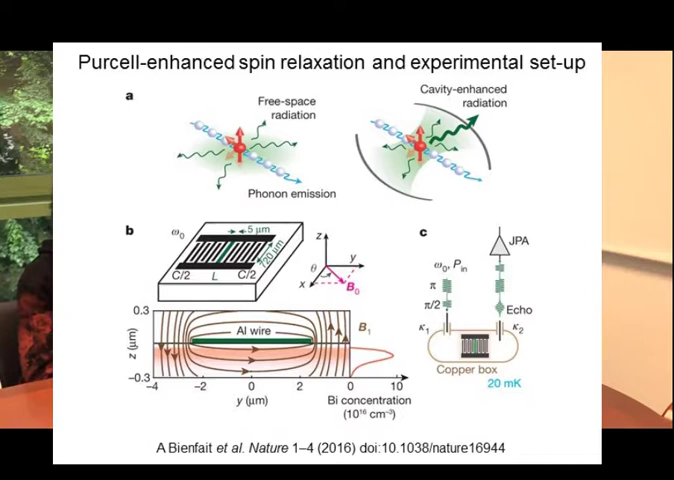 Purcell-enhanced spin relaxation and experimental set-up
a
Free-space
radiation
Phonon emission
Cavity-enhanced
radiation
b
ω₀
5 μm
720 μm
C/2
L
C/2
z
y
x
θ
B₀
0.3
–0.3
z (μm)
Al wire
B₁
–4
–2
0
2
0
10
y (μm)
Bi concentration
(10¹⁶ cm⁻³)
c
JPA
ω₀, Pᵢₙ
π
π/2
Echo
κ₁
κ₂
Copper box
20 mK
A Bienfait et al. Nature 1–4 (2016) doi:10.1038/nature16944